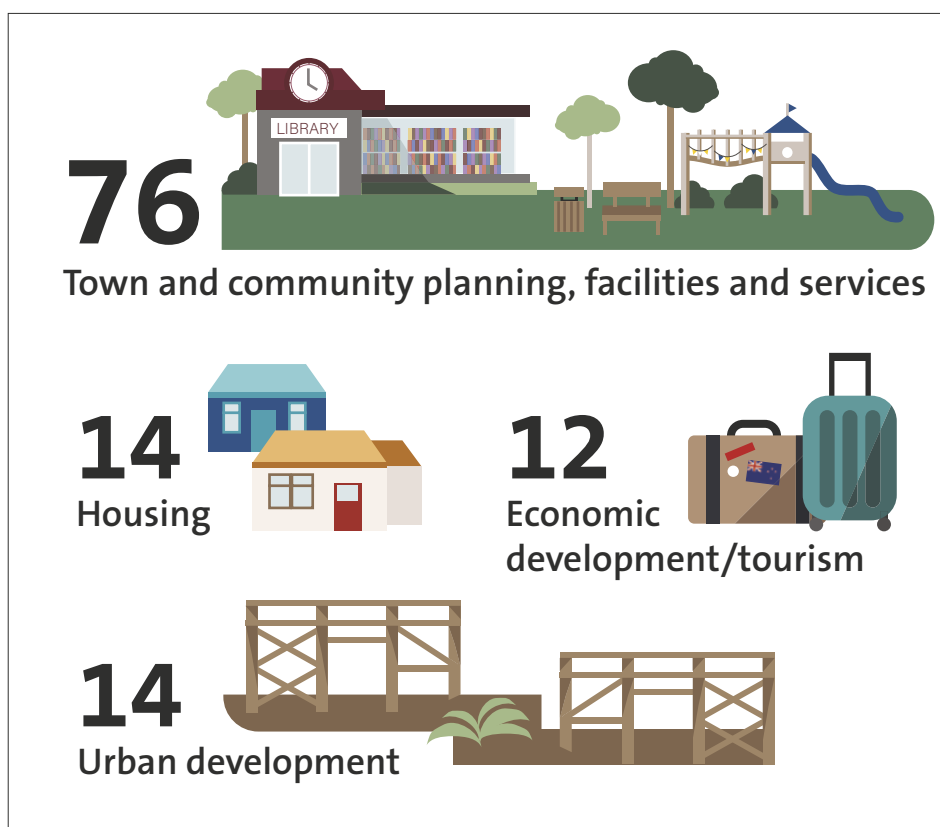 LIBRARY
76
Town and community planning, facilities and services
14
Housing
12
Economic
development/tourism
14
Urban development